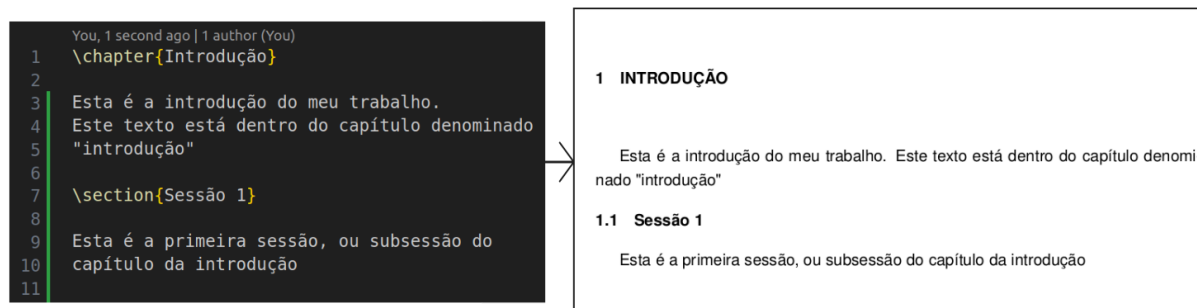 You, 1 second ago | 1 author (You)
1 \chapter{Introdução}
2
3 Esta é a introdução do meu trabalho.
4 Este texto está dentro do capítulo denominado
5 "introdução"
6
7 \section{Sessão 1}
8
9 Esta é a primeira sessão, ou subsessão do
10 capítulo da introdução
11
1 INTRODUÇÃO
Esta é a introdução do meu trabalho. Este texto está dentro do capítulo denomi
nado "introdução"
1.1 Sessão 1
Esta é a primeira sessão, ou subsessão do capítulo da introdução